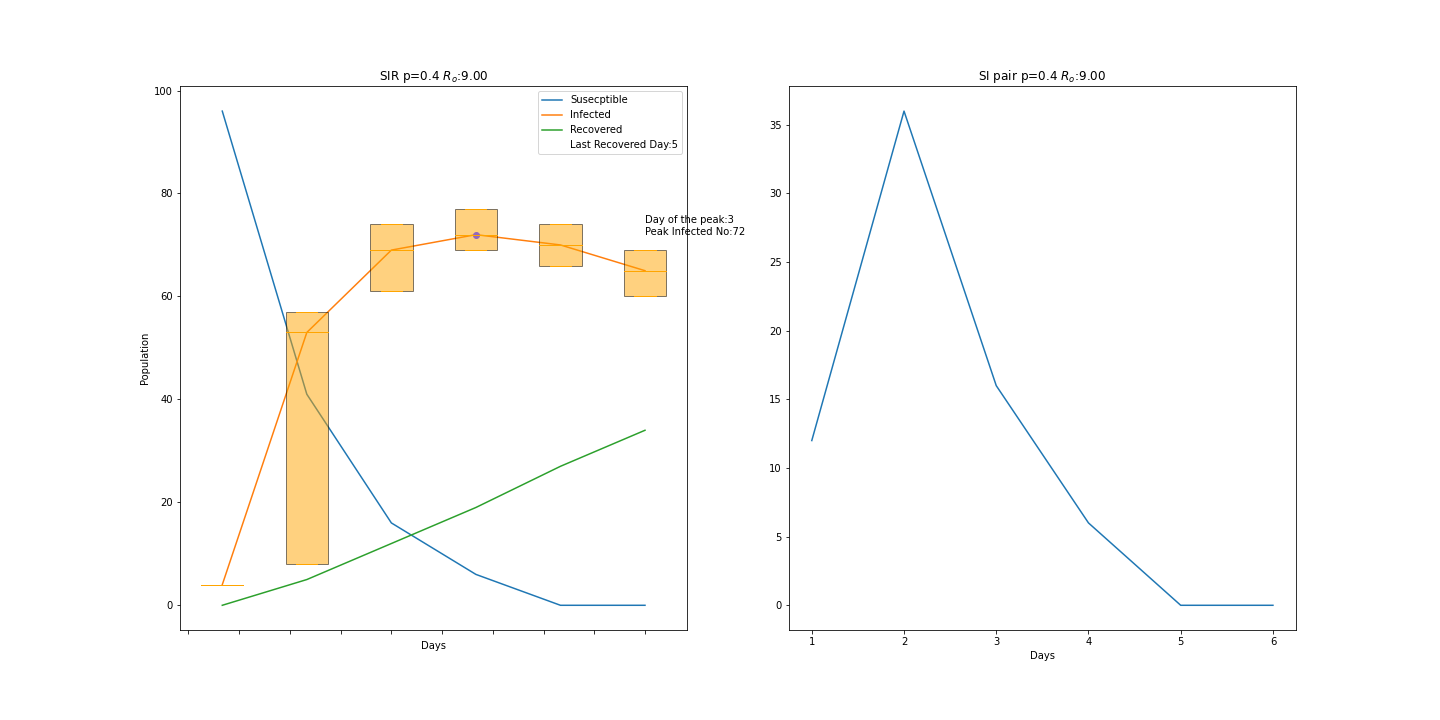 SIR p=0.4 Ro:9.00
100
80
60
40
20
0
Population
Days
Susecptible
Infected
Recovered
Last Recovered Day:5
Day of the peak:3
Peak Infected No:72
SI pair p=0.4 Ro:9.00
35
30
25
20
15
10
5
0
1 2 3 4 5 6
Days